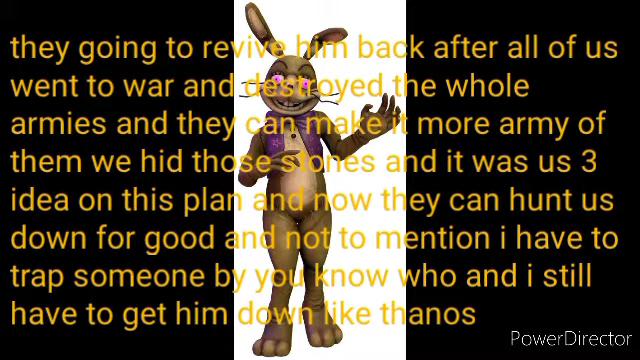 they going to revive him back after all of us
went to war and destroyed the whole
armies and they can make it more army of
them we hid those stones and it was us 3
idea on this plan and now they can hunt us
down for good and not to mention i have to
trap someone by you know who and i still
have to get him down like thanos
PowerDirector